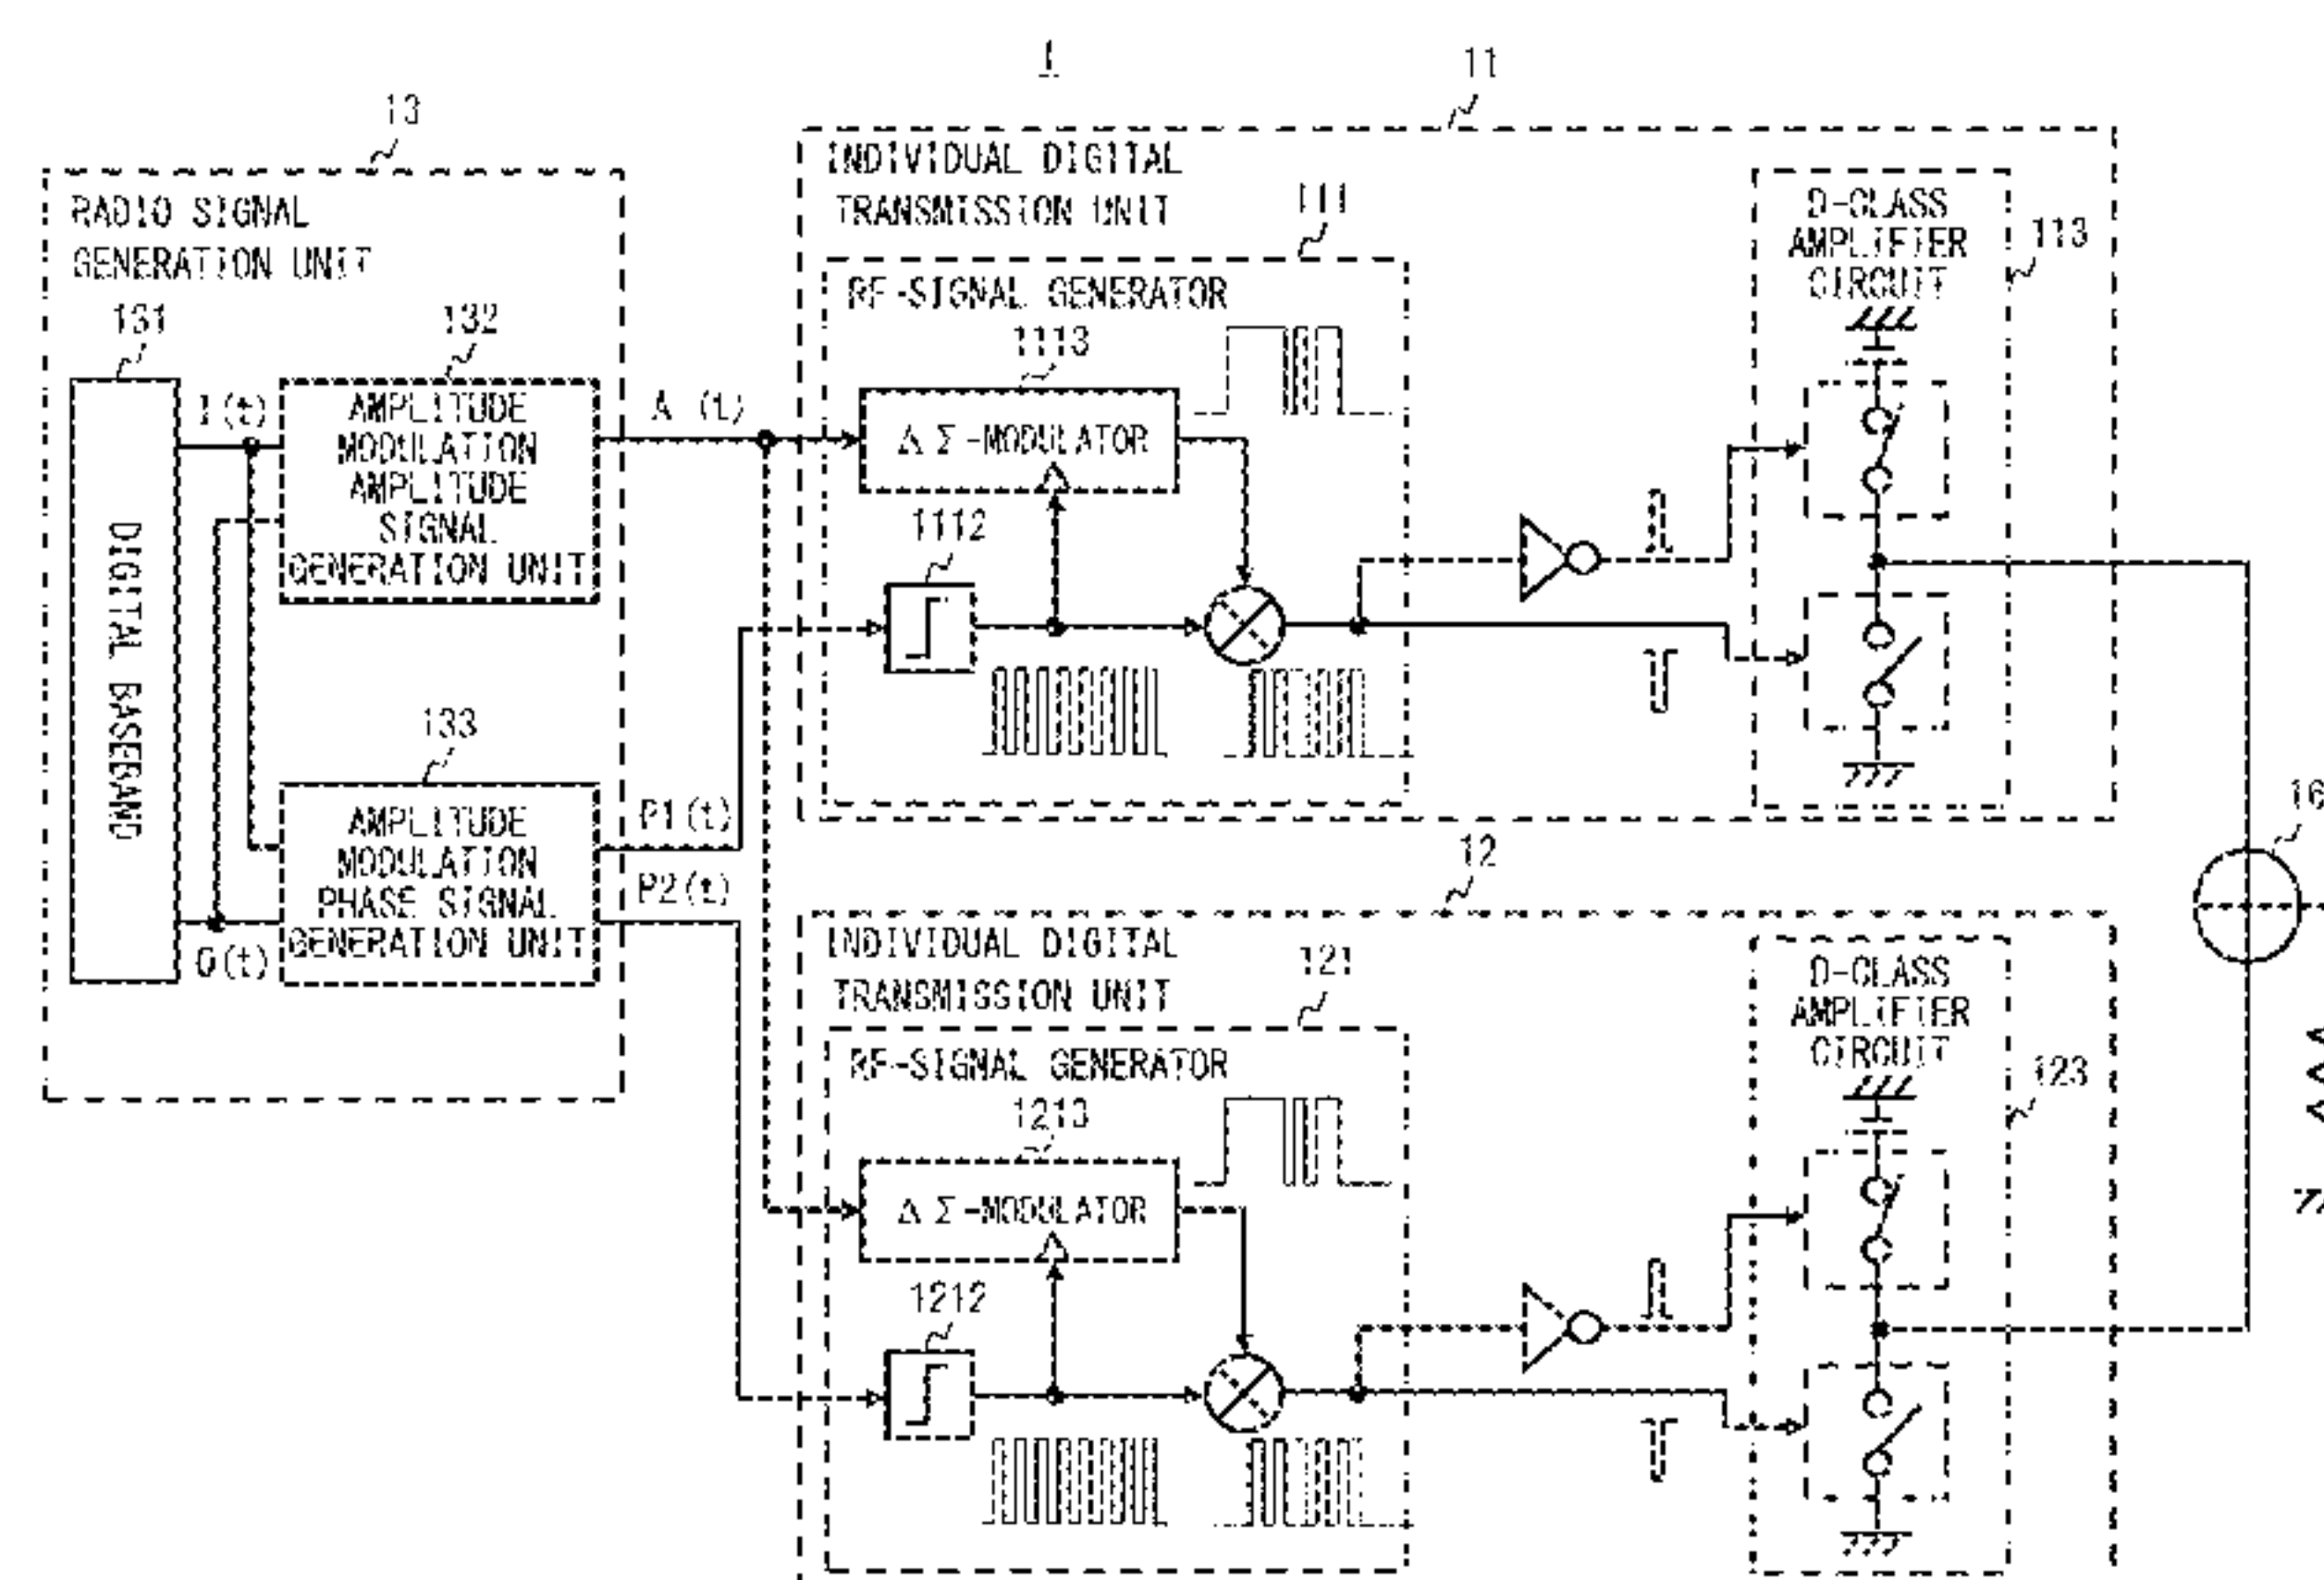 1
11
13
INDIVIDUAL DIGITAL
TRANSMISSION UNIT
RADIO SIGNAL
GENERATION UNIT
111
D-CLASS
AMPLIFIER
CIRCUIT
113
RF-SIGNAL GENERATOR
131
132
1113
I(t)
AMPLITUDE
MODULATION
AMPLITUDE
SIGNAL
GENERATION UNIT
A (t)
ΔΣ-MODULATOR
1112
DIGITAL BASEBAND
133
AMPLITUDE
MODULATION
PHASE SIGNAL
GENERATION UNIT
Q(t)
P1(t)
P2(t)
16
12
INDIVIDUAL DIGITAL
TRANSMISSION UNIT
121
D-CLASS
AMPLIFIER
CIRCUIT
123
RF-SIGNAL GENERATOR
1213
ΔΣ-MODULATOR
1212